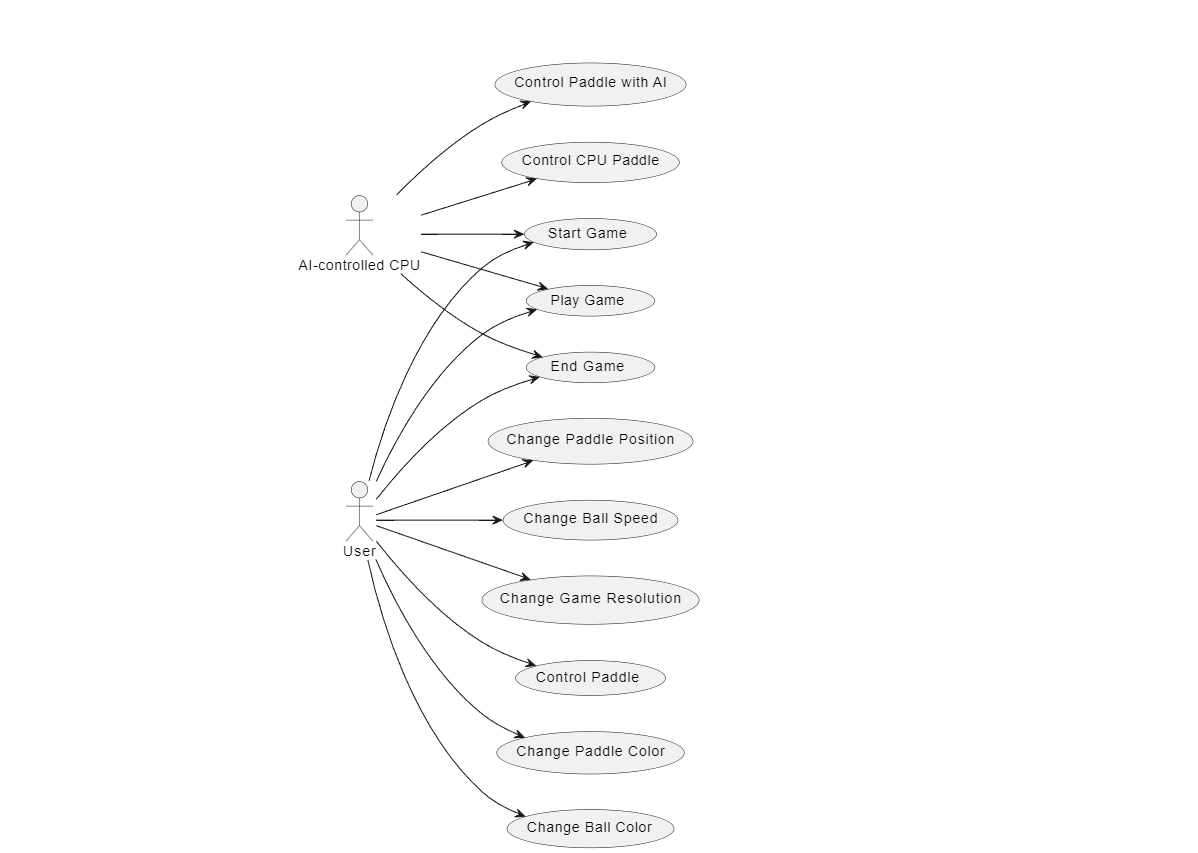 Control Paddle with AI
Control CPU Paddle
Start Game
AI-controlled CPU
Play Game
End Game
Change Paddle Position
Change Ball Speed
User
Change Game Resolution
Control Paddle
Change Paddle Color
Change Ball Color